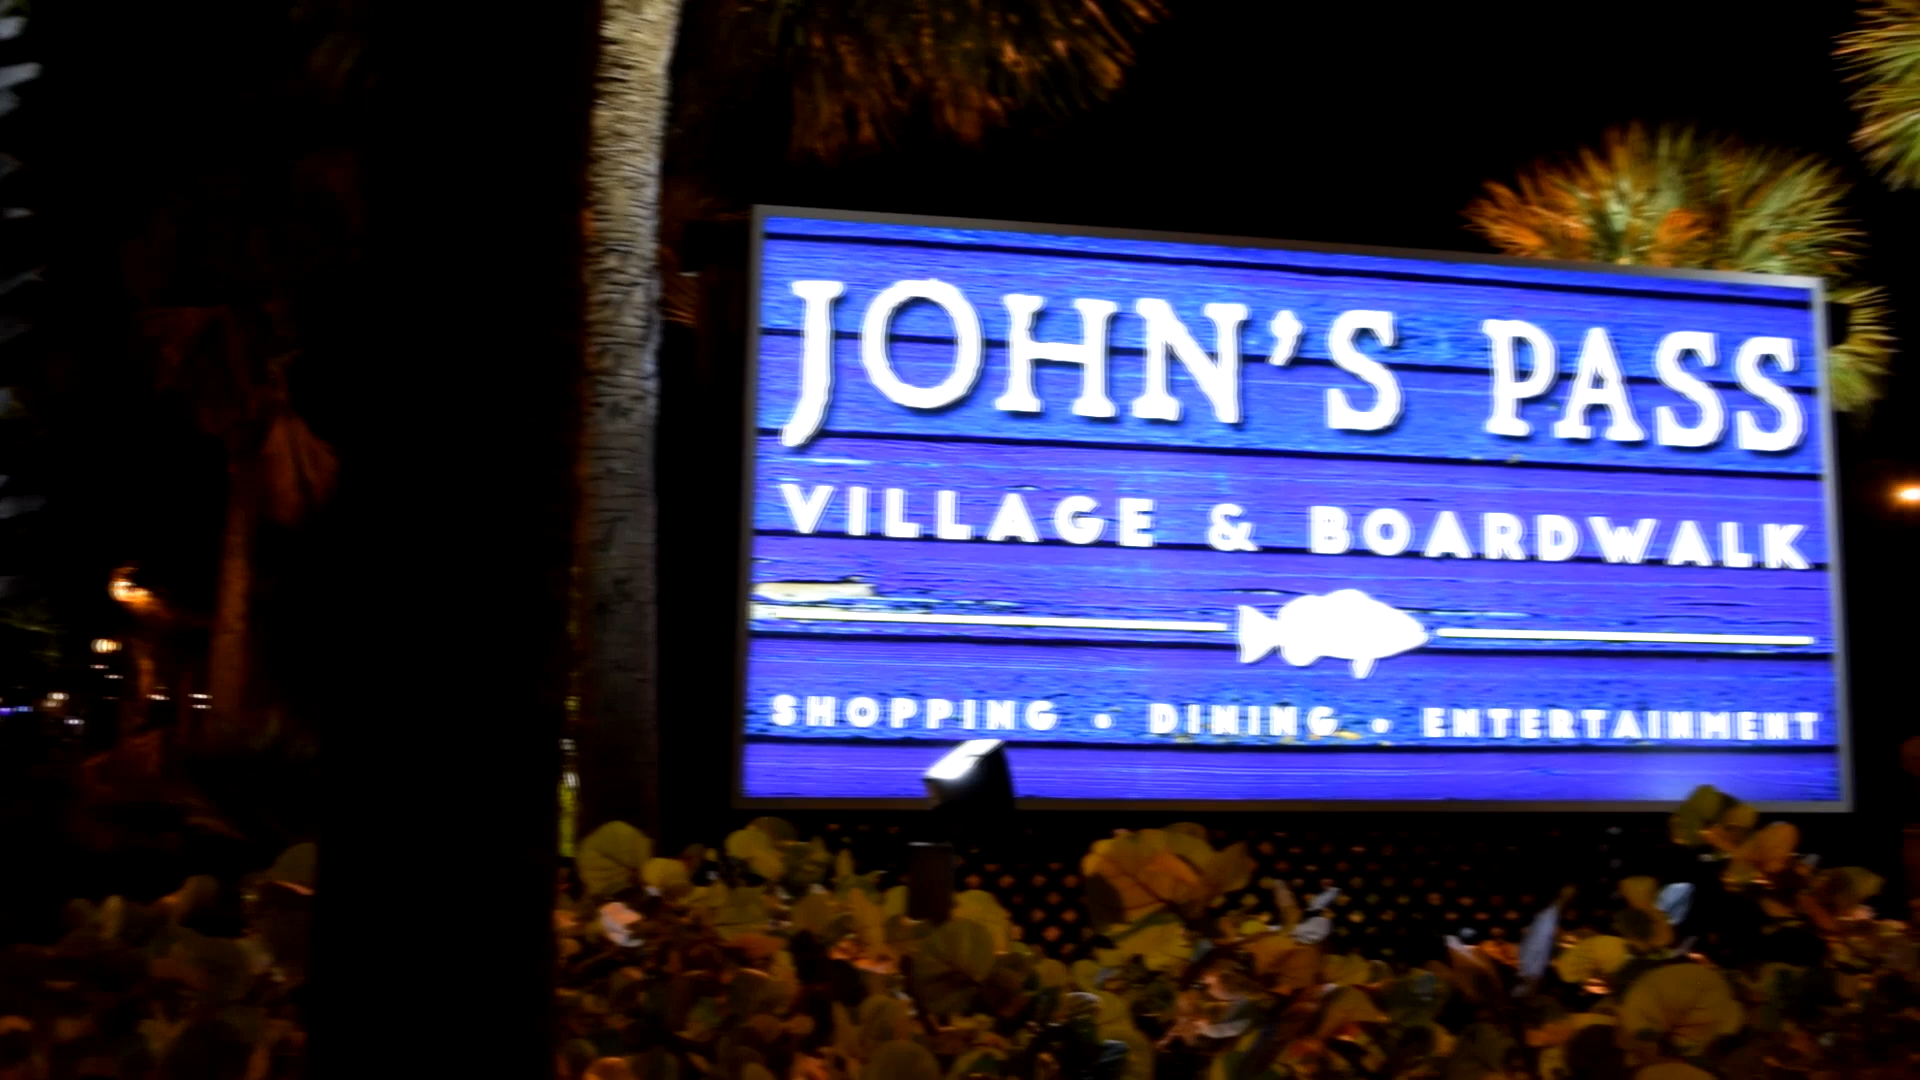 JOHN'S PASS
VILLAGE & BOARDWALK
SHOPPING • DINING • ENTERTAINMENT